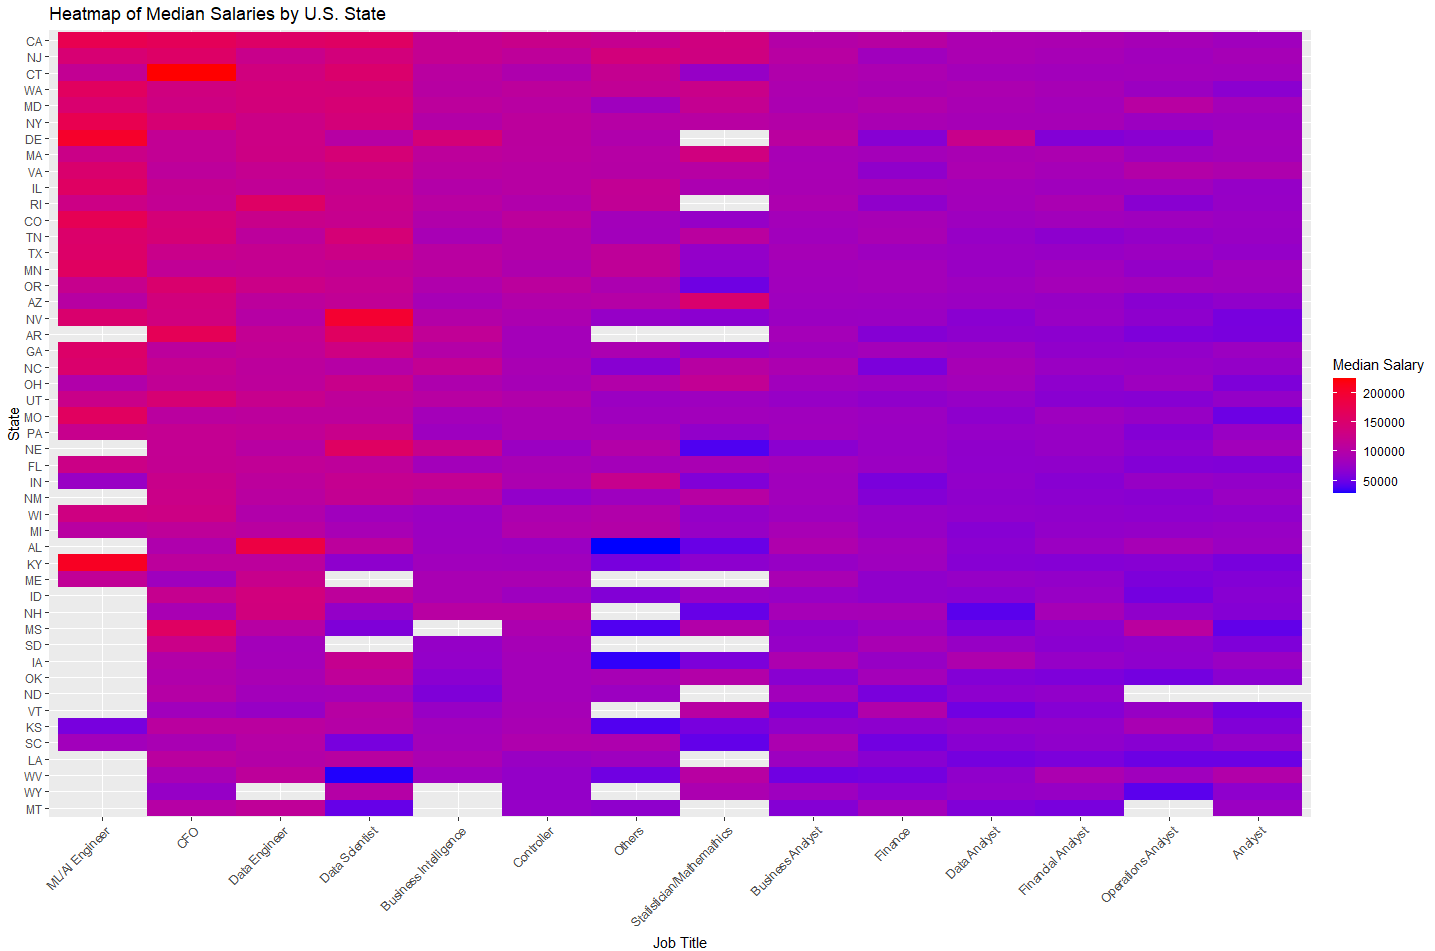 Heatmap of Median Salaries by U.S. State
State
CA
NJ
CT
WA
MD
NY
DE
MA
VA
IL
RI
CO
TN
TX
MN
OR
AZ
NV
AR
GA
NC
OH
UT
MO
PA
NE
FL
IN
NM
WI
MI
AL
KY
ME
ID
NH
MS
SD
IA
OK
ND
VT
KS
SC
LA
WV
WY
MT
ML/AI Engineer
CFO
Data Engineer
Data Scientist
Business Intelligence
Controller
Others
Statistician/Mathemathics
Business Analyst
Finance
Data Analyst
Financial Analyst
Operations Analyst
Analyst
Job Title
Median Salary
200000
150000
100000
50000